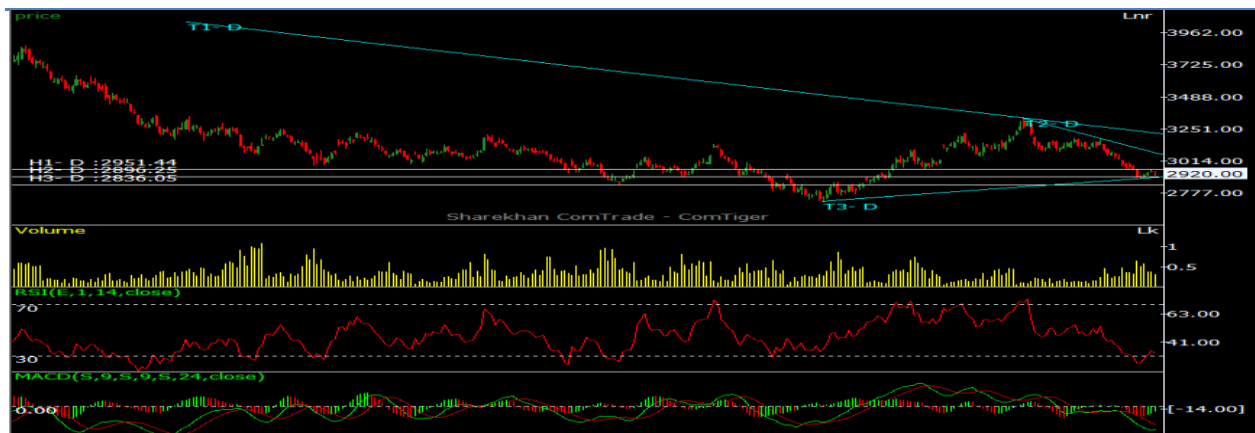 price
Lnr
T1- D
3962.00
3725.00
3488.00
3251.00
T2- D
3014.00
H1- D :2951.44
H2- D :2896.25
H3- D :2836.05
2920.00
2777.00
T3- D
Sharekhan ComTrade - ComTiger
Volume
Lk
1
0.5
RSI(E,1,14,close)
70
63.00
41.00
30
MACD(S,9,S,9,S,24,close)
0.00
[-14.00]